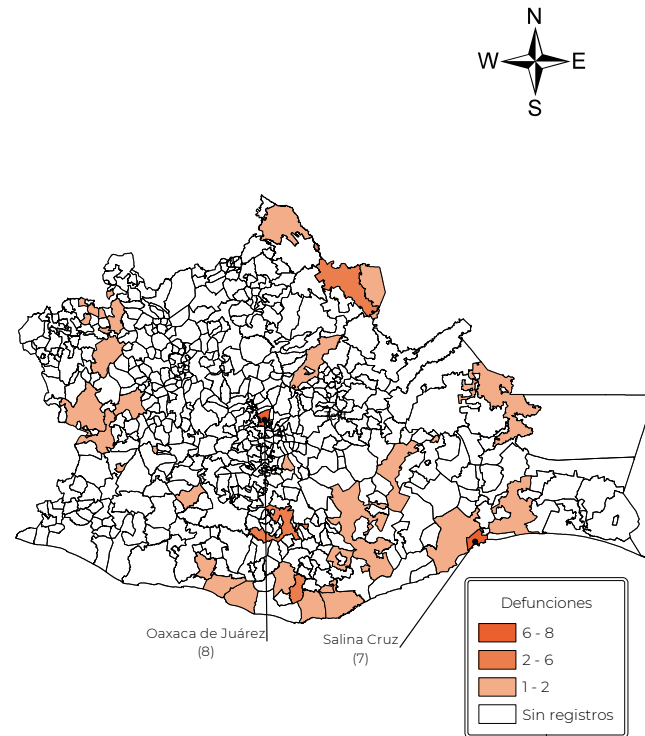 N
W E
S
Oaxaca de Juárez
(8)
Salina Cruz
(7)
Defunciones
6 - 8
2 - 6
1 - 2
Sin registros